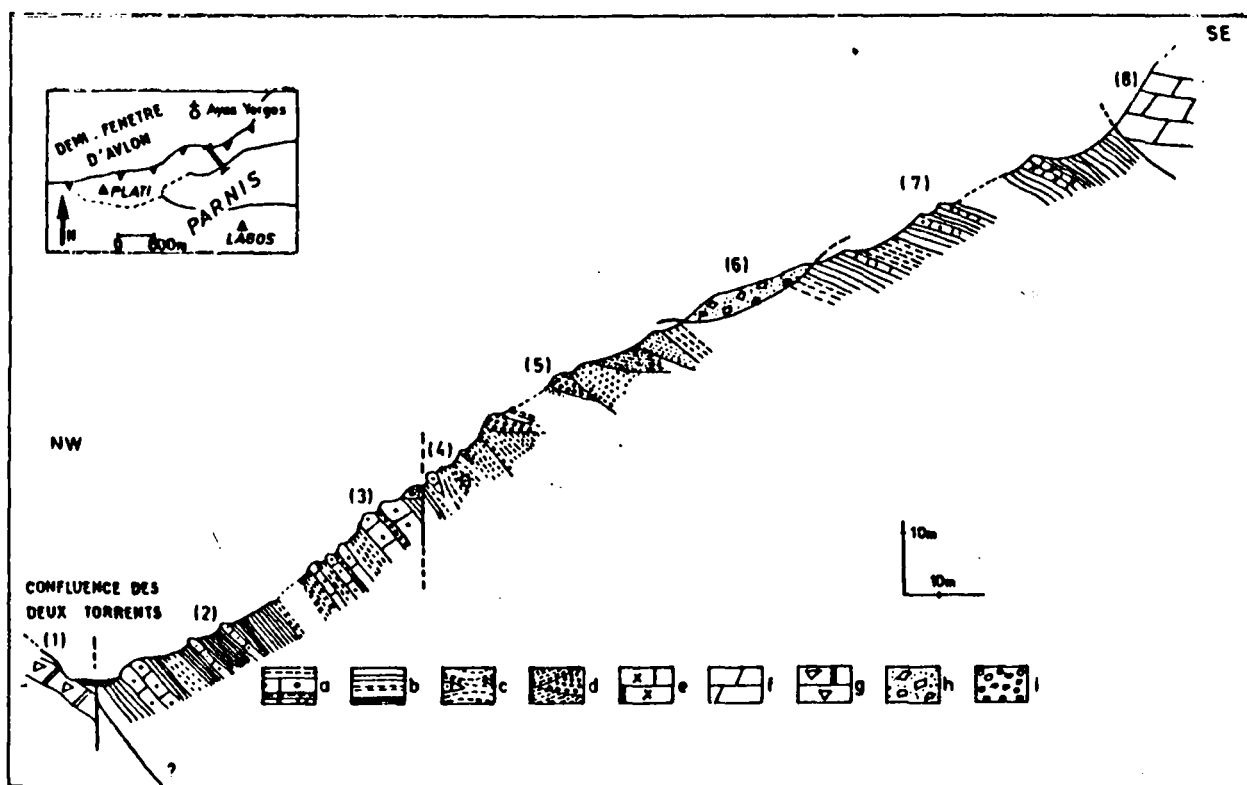 SE
(8)
Ayos Yorgos
DEMI-FENETRE
D'AVLON
PLATI
PARNIS
N
0 600m
LABOS
(7)
(6)
(5)
NW
(4)
(3)
10m
10m
CONFLUENCE DES
DEUX TORRENTS
(2)
(1)
a b c d e f g h i
?